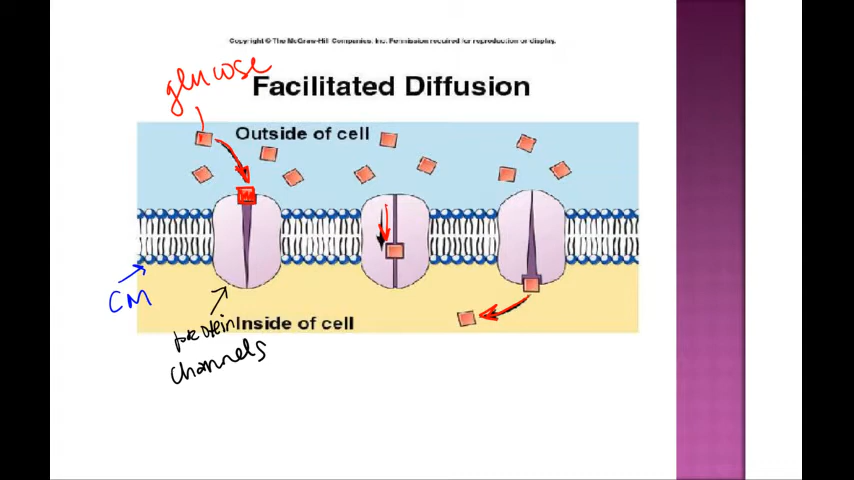 Copyright © The McGraw-Hill Companies, Inc. Permission required for reproduction or display.
glucose
Facilitated Diffusion
Outside of cell
CM
protein
Inside of cell
channels